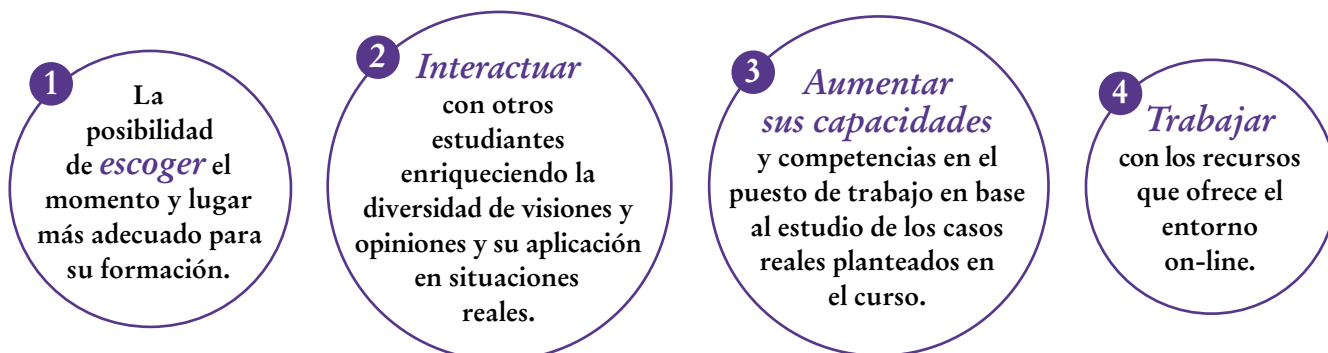 1
La
posibilidad
de escoger el
momento y lugar
más adecuado para
su formación.
2
Interactuar
con otros
estudiantes
enriqueciendo la
diversidad de visiones y
opiniones y su aplicación
en situaciones
reales.
3
Aumentar
sus capacidades
y competencias en el
puesto de trabajo en base
al estudio de los casos
reales planteados en
el curso.
4
Trabajar
con los recursos
que ofrece el
entorno
on-line.